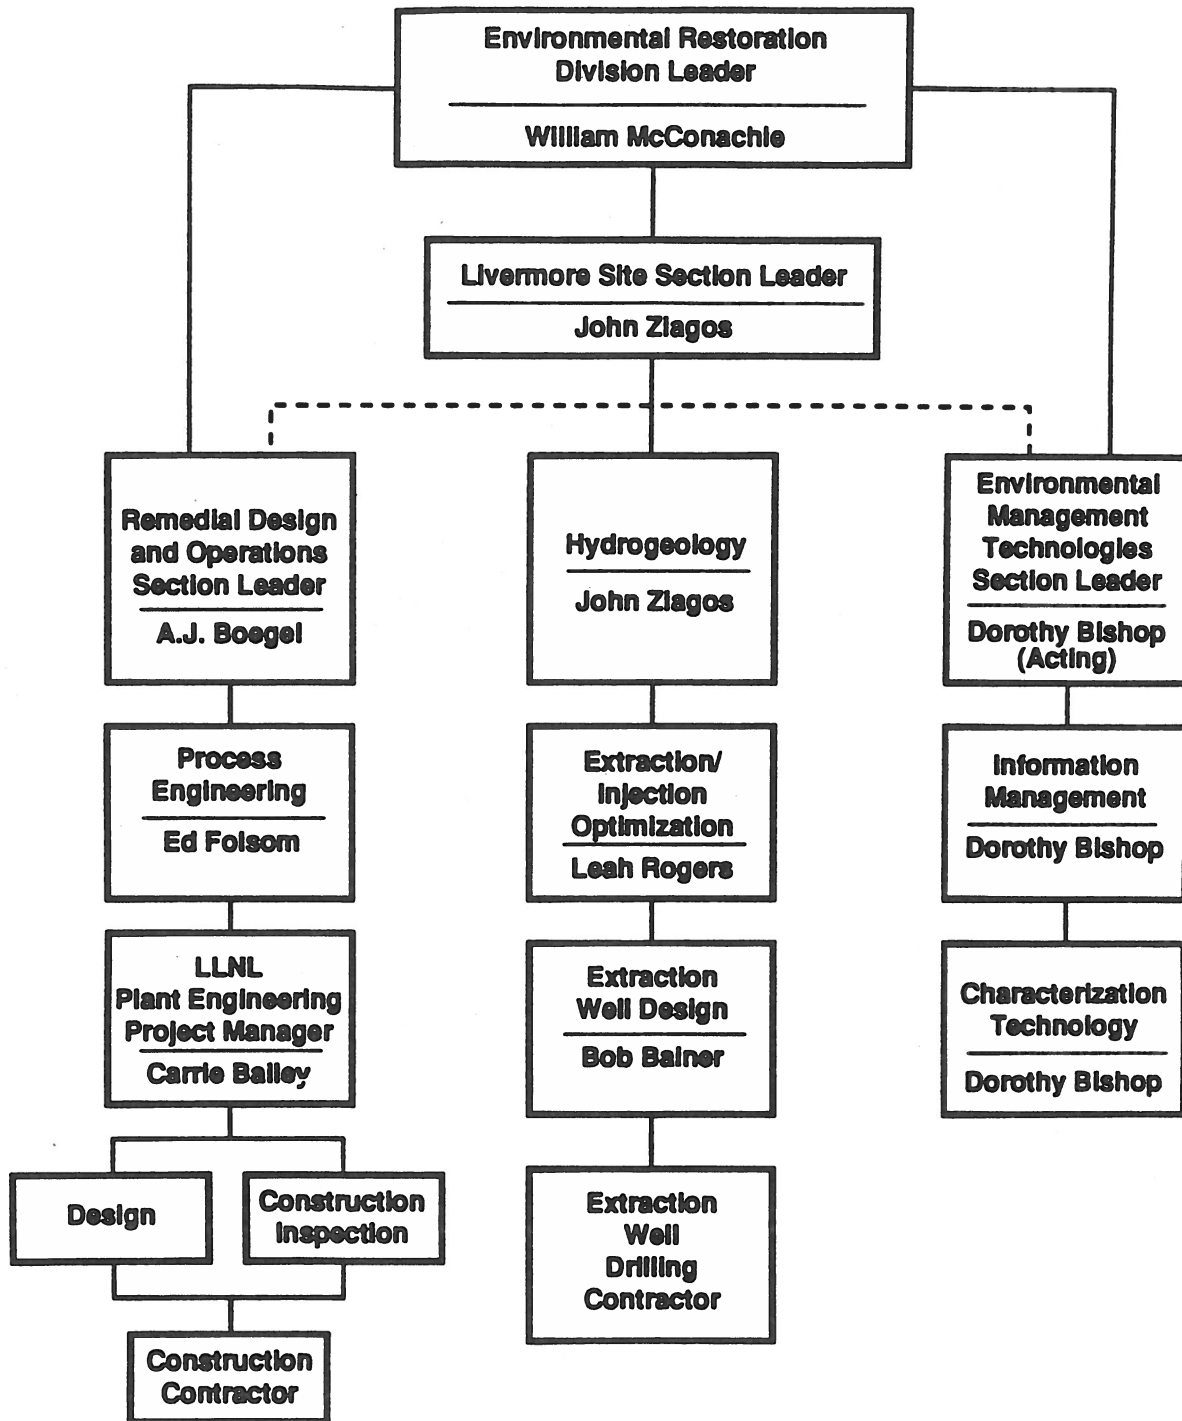 Environmental Restoration
Division Leader
William McConachie
Livermore Site Section Leader
John Ziagos
Remedial Design
and Operations
Section Leader
A.J. Boegel
Hydrogeology
John Ziagos
Environmental
Management
Technologies
Section Leader
Dorothy Bishop
(Acting)
Process
Engineering
Ed Folsom
Extraction/
Injection
Optimization
Leah Rogers
Information
Management
Dorothy Bishop
LLNL
Plant Engineering
Project Manager
Carrie Bailey
Extraction
Well Design
Bob Bainer
Characterization
Technology
Dorothy Bishop
Design
Construction
Inspection
Extraction
Well
Drilling
Contractor
Construction
Contractor